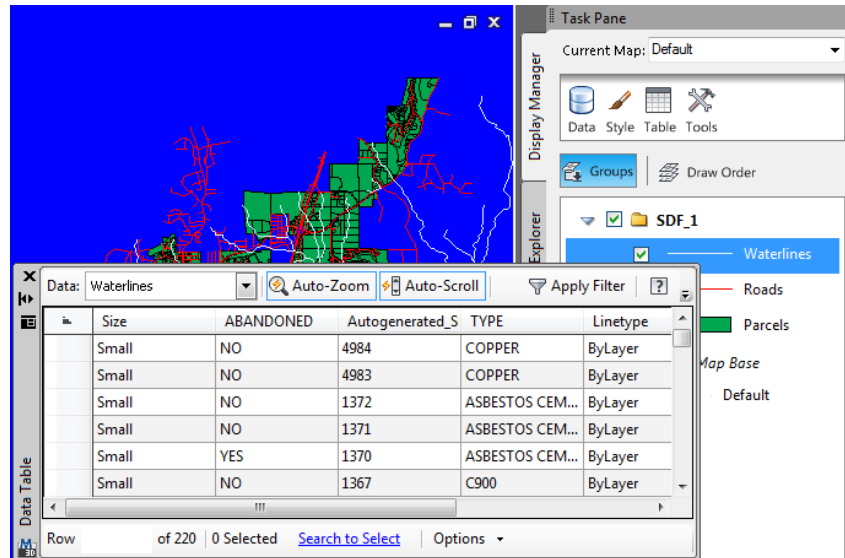 Task Pane
Current Map: Default
Display Manager
Data Style Table Tools
Groups Draw Order
Explorer
SDF_1
Waterlines
Roads
Parcels
Map Base
Default
Data: Waterlines Auto-Zoom Auto-Scroll Apply Filter ?
Size ABANDONED Autogenerated_S TYPE Linetype
Small NO 4984 COPPER ByLayer
Small NO 4983 COPPER ByLayer
Small NO 1372 ASBESTOS CEM... ByLayer
Small NO 1371 ASBESTOS CEM... ByLayer
Small YES 1370 ASBESTOS CEM... ByLayer
Small NO 1367 C900 ByLayer
Data Table
Row of 220 0 Selected Search to Select Options